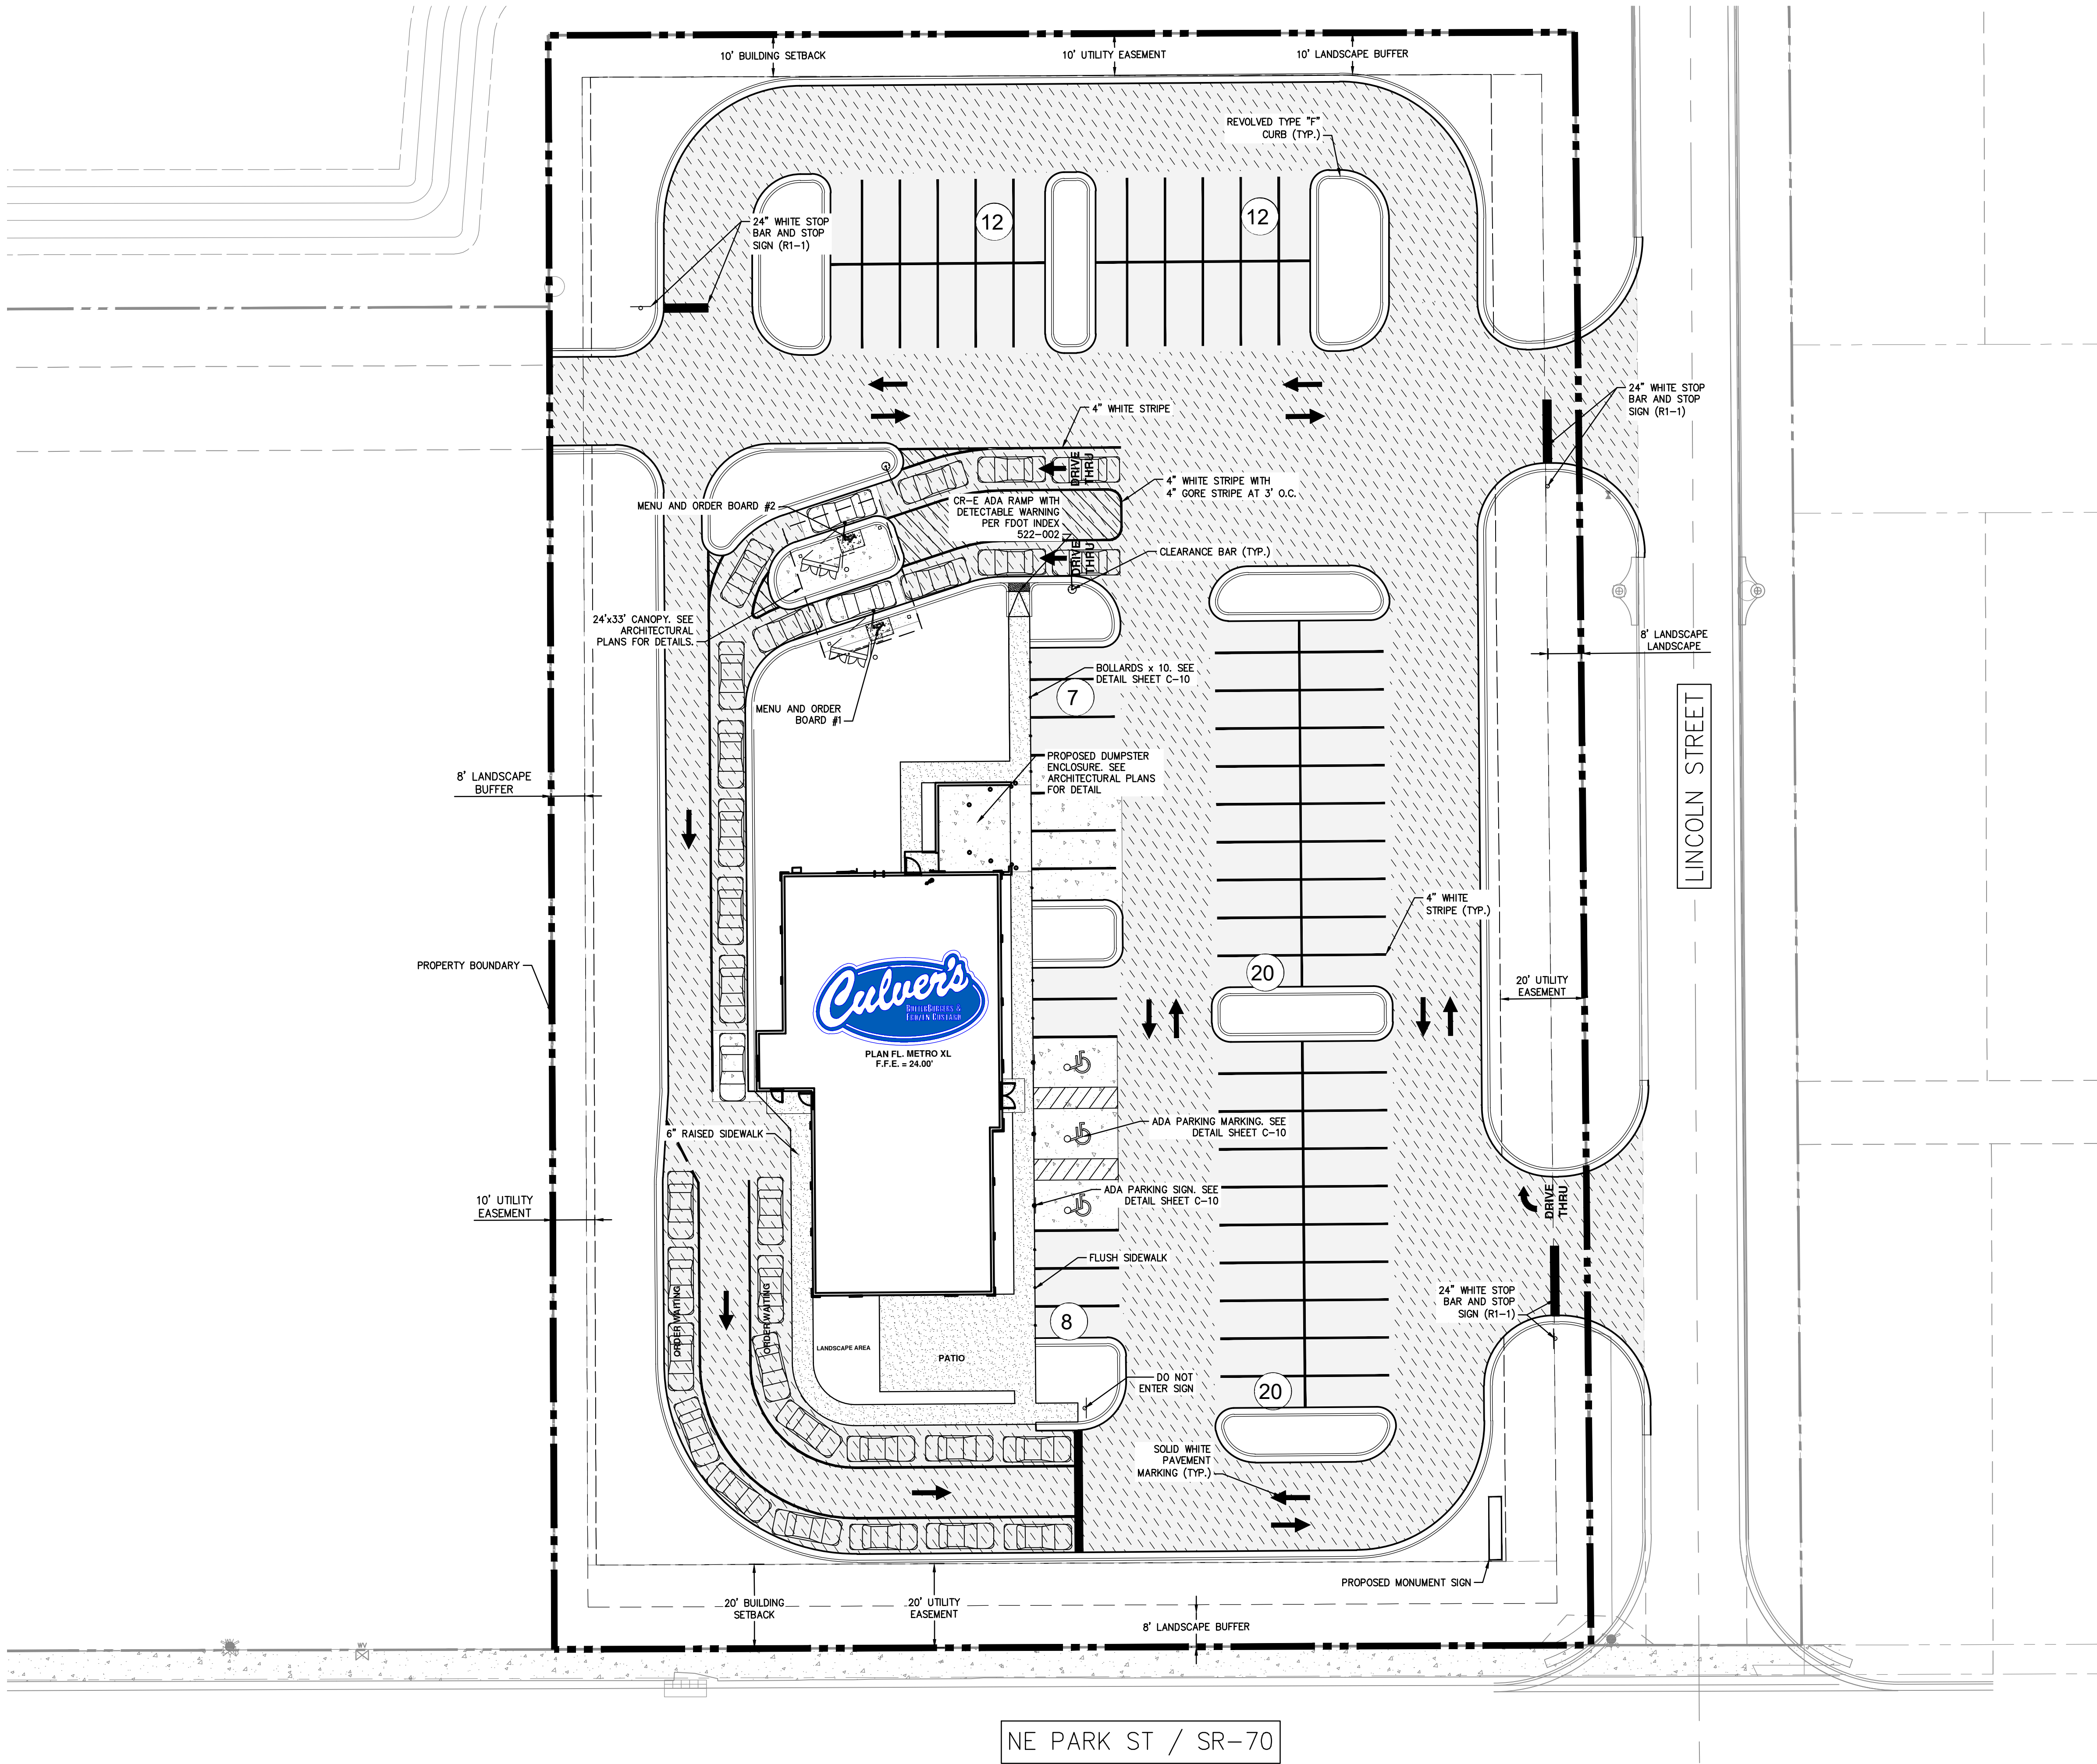 10' BUILDING SETBACK
10' UTILITY EASEMENT
10' LANDSCAPE BUFFER
REVOLVED TYPE "F"
CURB (TYP.)
24" WHITE STOP
BAR AND STOP
SIGN (R1-1)
12
12
24" WHITE STOP
BAR AND STOP
SIGN (R1-1)
4" WHITE STRIPE
DRIVE
THRU
4" WHITE STRIPE WITH
4" GORE STRIPE AT 3' O.C.
MENU AND ORDER BOARD #2
CR-E ADA RAMP WITH
DETECTABLE WARNING
PER FDOT INDEX
522-002
DRIVE
THRU
CLEARANCE BAR (TYP.)
24'x33' CANOPY. SEE
ARCHITECTURAL
PLANS FOR DETAILS.
8' LANDSCAPE
LANDSCAPE
BOLLARDS x 10. SEE
DETAIL SHEET C-10
7
MENU AND ORDER
BOARD #1
LINCOLN STREET
PROPOSED DUMPSTER
ENCLOSURE. SEE
ARCHITECTURAL PLANS
FOR DETAIL
8' LANDSCAPE
BUFFER
4" WHITE
STRIPE (TYP.)
PROPERTY BOUNDARY
Culver's
BUTTERBURGERS &
FROZEN CUSTARD
20
20' UTILITY
EASEMENT
PLAN FL. METRO XL
F.F.E. = 24.00'
6" RAISED SIDEWALK
ADA PARKING MARKING. SEE
DETAIL SHEET C-10
10' UTILITY
EASEMENT
ADA PARKING SIGN. SEE
DETAIL SHEET C-10
DRIVE
THRU
FLUSH SIDEWALK
ORDER WAITING
ORDER WAITING
24" WHITE STOP
BAR AND STOP
SIGN (R1-1)
8
LANDSCAPE AREA
PATIO
DO NOT
ENTER SIGN
20
SOLID WHITE
PAVEMENT
MARKING (TYP.)
PROPOSED MONUMENT SIGN
20' BUILDING
SETBACK
20' UTILITY
EASEMENT
8' LANDSCAPE BUFFER
WV
NE PARK ST / SR-70